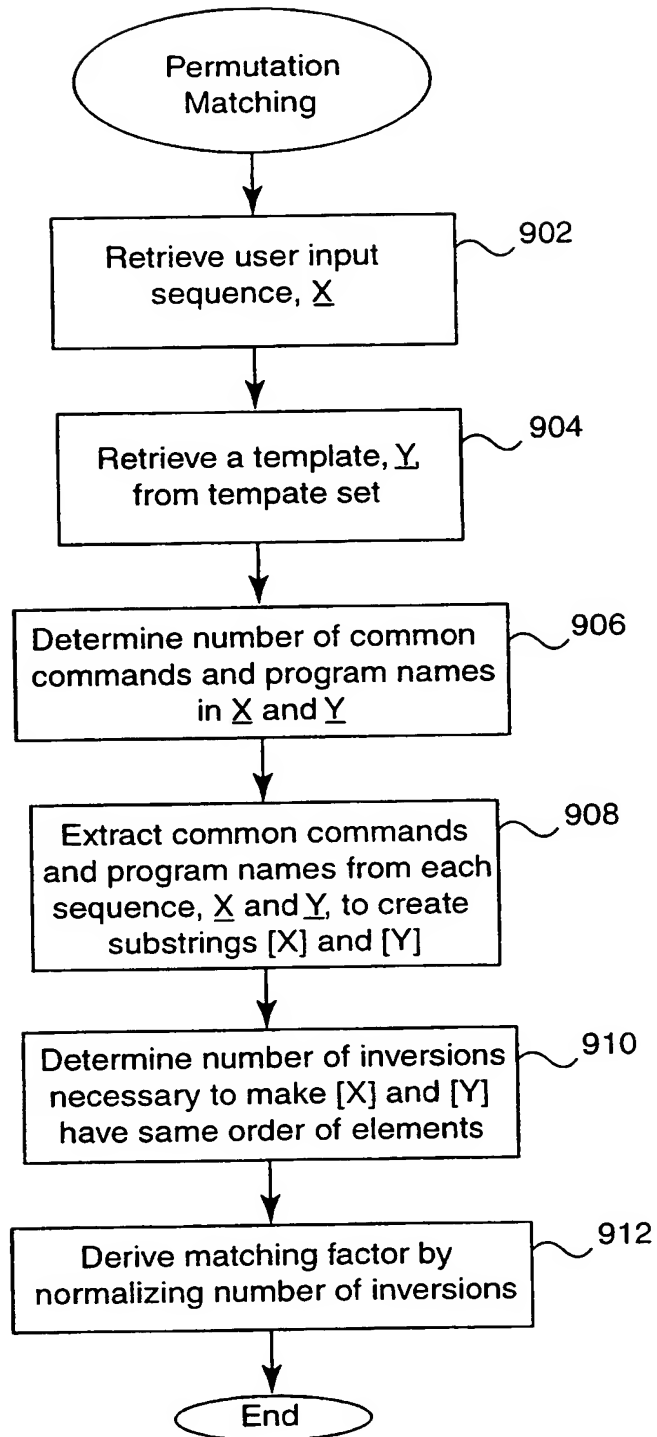 Permutation
Matching
902
Retrieve user input
sequence, X
904
Retrieve a template, Y,
from tempate set
906
Determine number of common
commands and program names
in X and Y
908
Extract common commands
and program names from each
sequence, X and Y, to create
substrings [X] and [Y]
910
Determine number of inversions
necessary to make [X] and [Y]
have same order of elements
912
Derive matching factor by
normalizing number of inversions
End